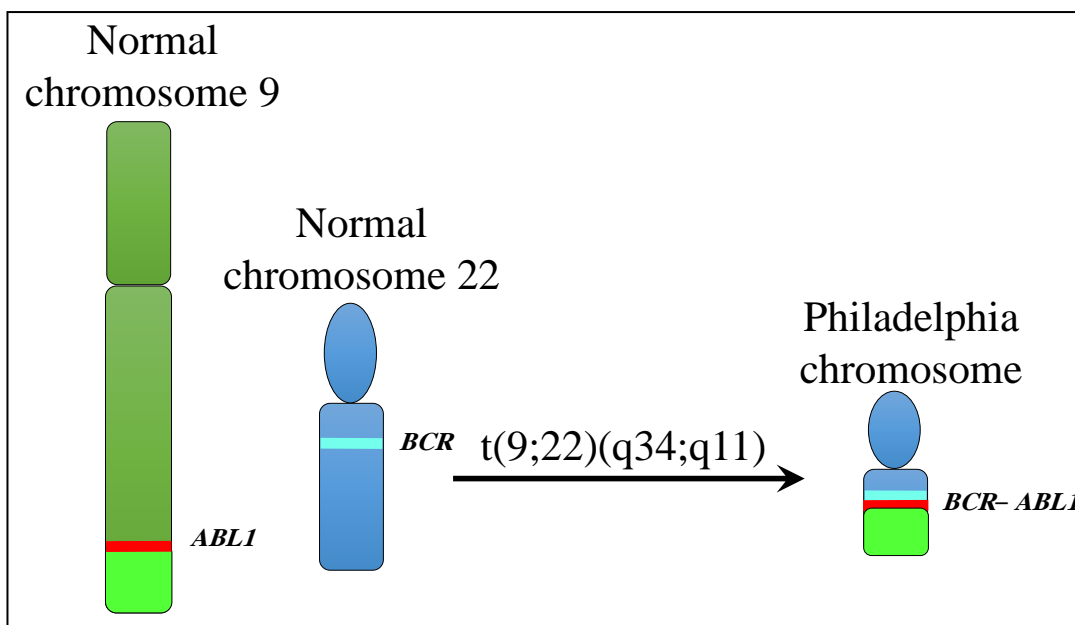 Normal
chromosome 9
Normal
chromosome 22
Philadelphia
chromosome
BCR
t(9;22)(q34;q11)
BCR– ABL1
ABL1